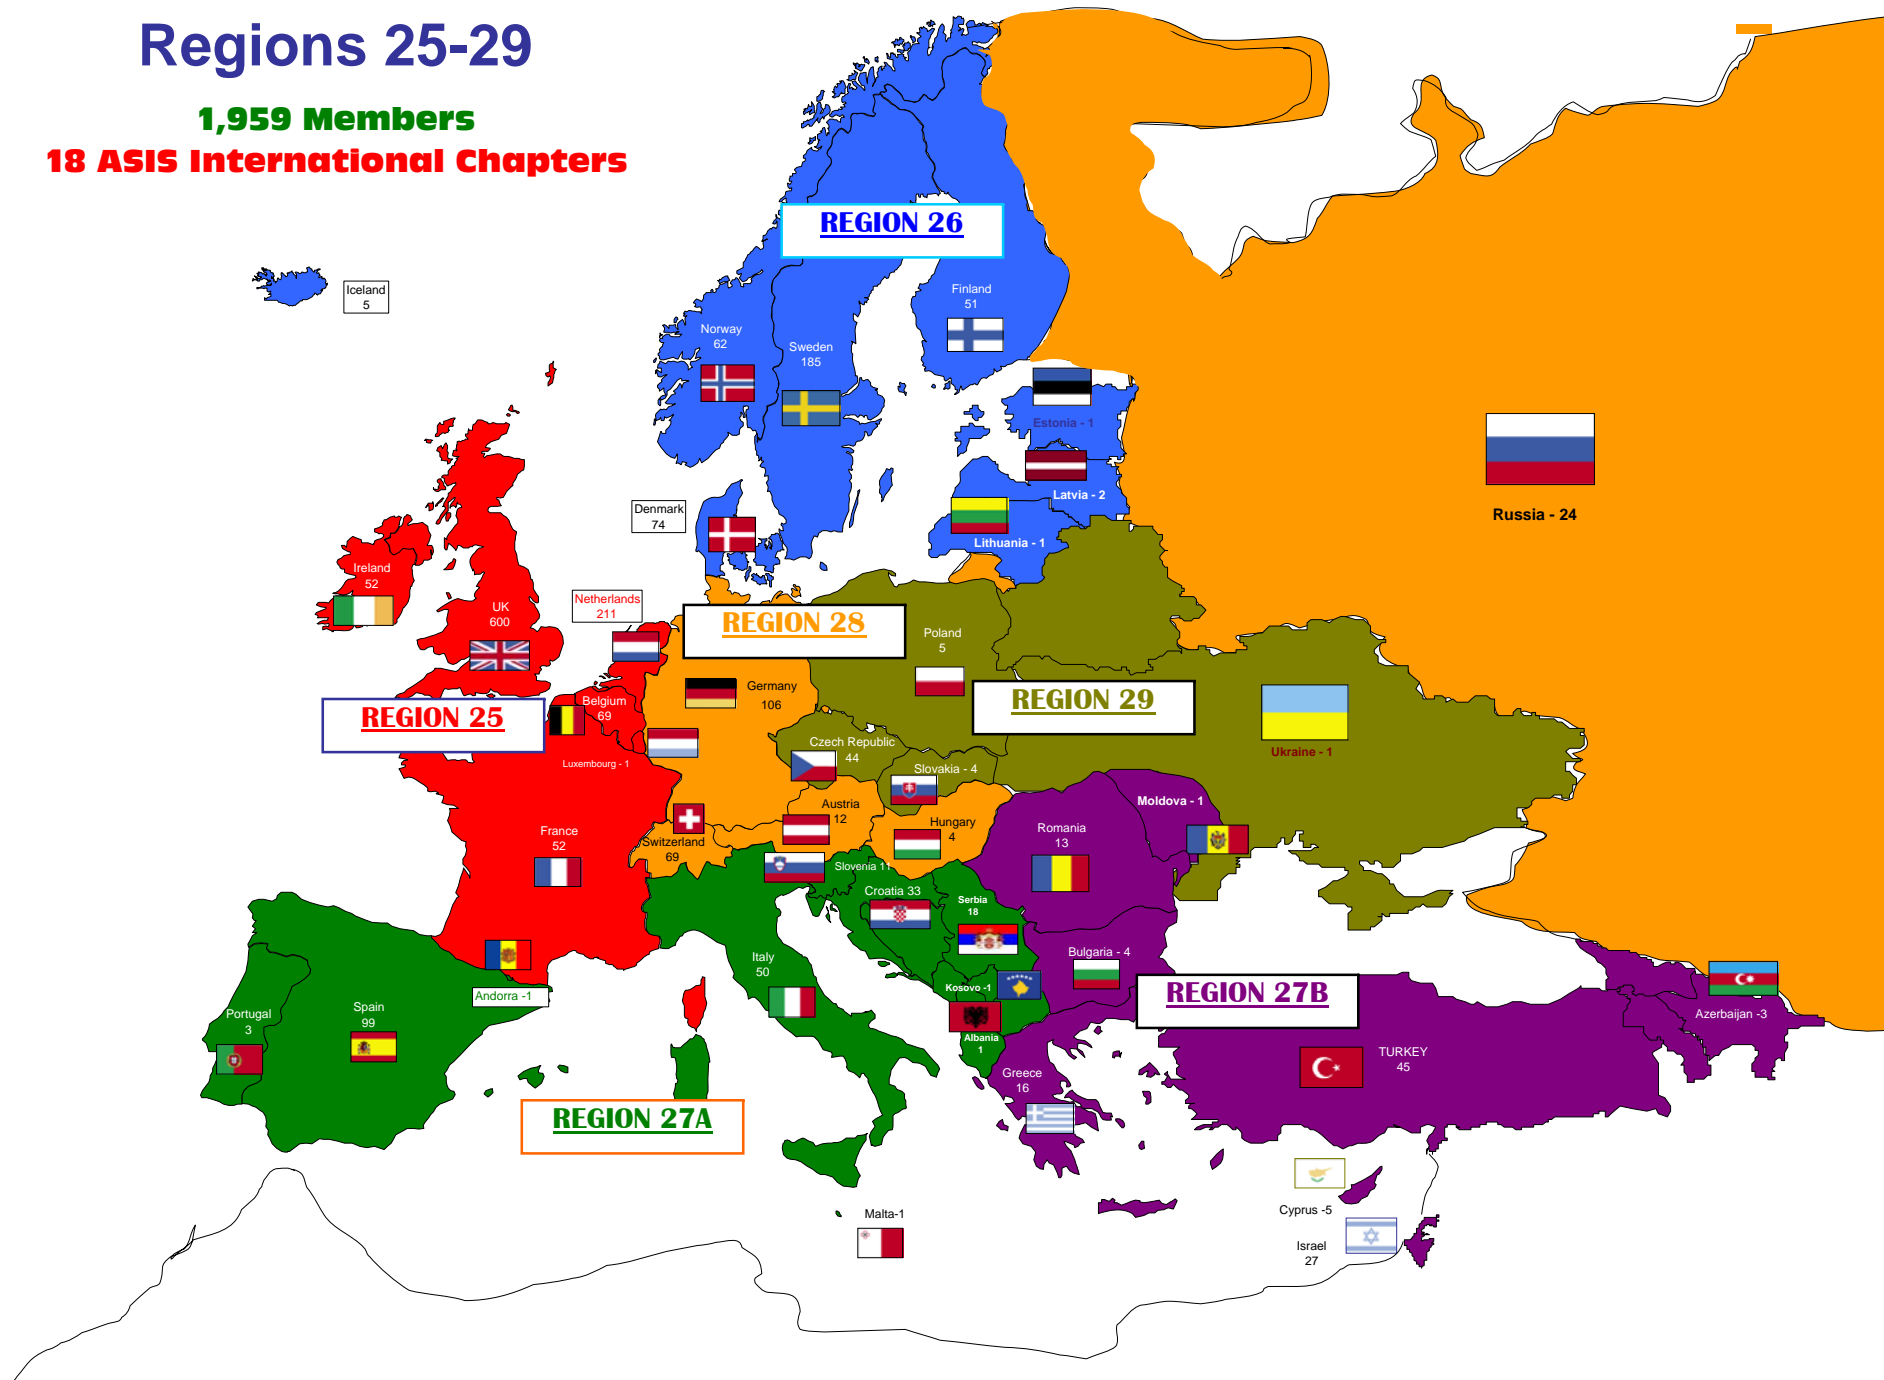 Regions 25-29
1,959 Members
18 ASIS International Chapters
REGION 26
Iceland
5
Finland
51
Norway
62
Sweden
185
Estonia - 1
Latvia - 2
Denmark
74
Lithuania - 1
Russia - 24
Ireland
52
UK
600
Netherlands
211
REGION 28
Poland
5
Germany
106
REGION 29
Belgium
69
REGION 25
Ukraine - 1
Czech Republic
44
Luxembourg - 1
Slovakia - 4
Austria
12
Moldova - 1
Hungary
4
Romania
13
France
52
Switzerland
69
Slovenia 11
Croatia 33
Serbia
18
Italy
50
Bulgaria - 4
Kosovo -1
REGION 27B
Andorra -1
Spain
99
Portugal
3
Azerbaijan -3
Albania
1
TURKEY
45
Greece
16
REGION 27A
Malta-1
Cyprus -5
Israel
27